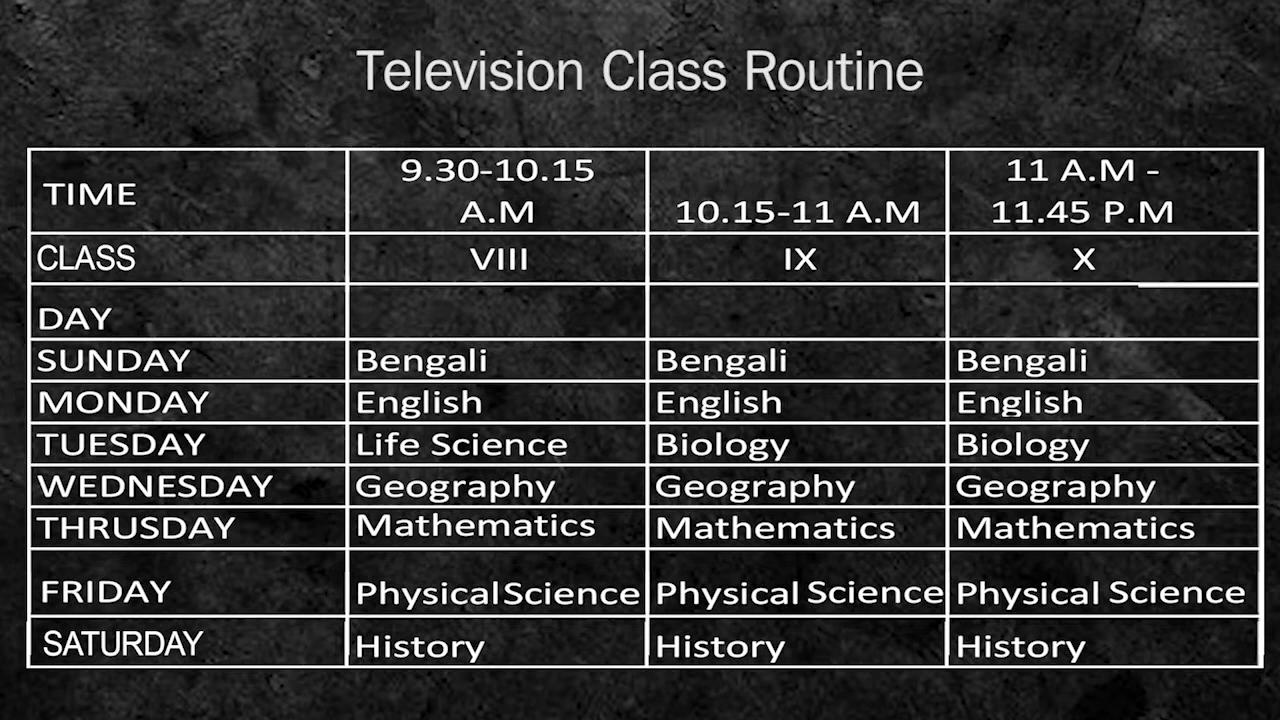 Television Class Routine
TIME 9.30-10.15 A.M 10.15-11 A.M 11 A.M - 11.45 P.M
CLASS VIII IX X
DAY
SUNDAY Bengali Bengali Bengali
MONDAY English English English
TUESDAY Life Science Biology Biology
WEDNESDAY Geography Geography Geography
THRUSDAY Mathematics Mathematics Mathematics
FRIDAY Physical Science Physical Science Physical Science
SATURDAY History History History